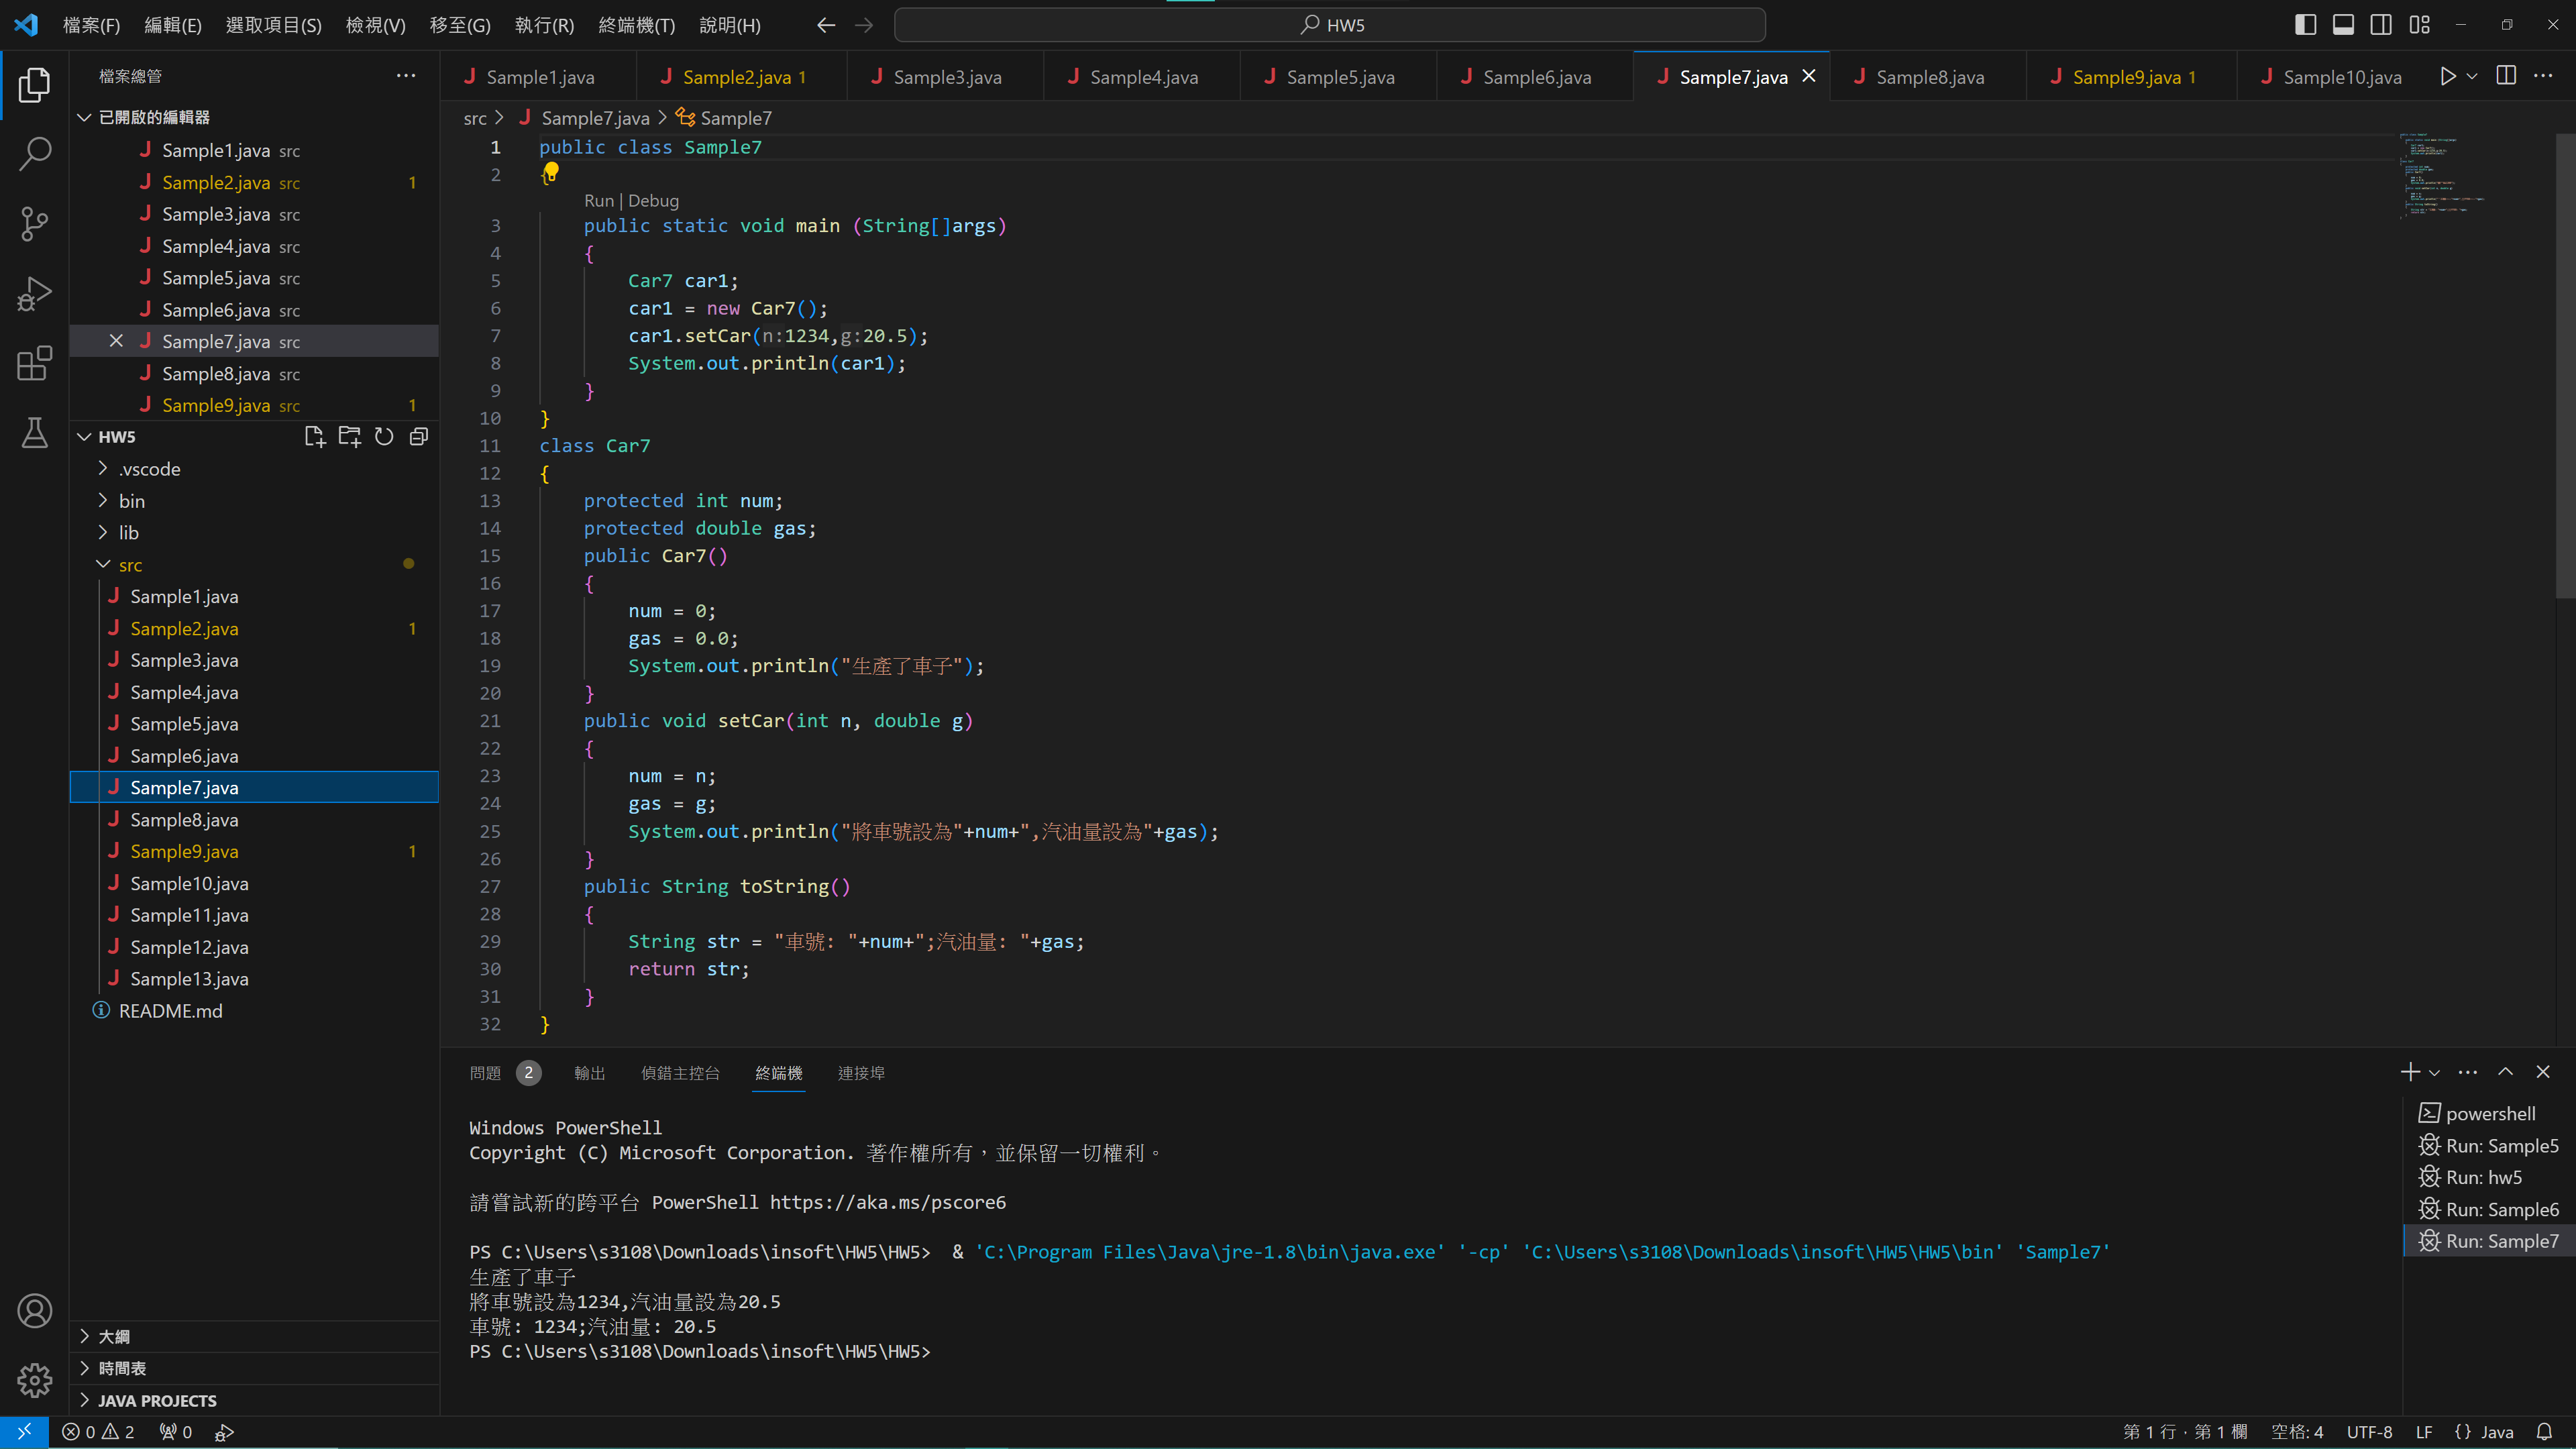 檔案(F) 編輯(E) 選取項目(S) 檢視(V) 移至(G) 執行(R) 終端機(T) 說明(H) HW5
檔案總管
已開啟的編輯器
Sample1.java src
Sample2.java src 1
Sample3.java src
Sample4.java src
Sample5.java src
Sample6.java src
Sample7.java src
Sample8.java src
Sample9.java src 1
HW5
.vscode
bin
lib
src
Sample1.java
Sample2.java 1
Sample3.java
Sample4.java
Sample5.java
Sample6.java
Sample7.java
Sample8.java
Sample9.java 1
Sample10.java
Sample11.java
Sample12.java
Sample13.java
README.md
大綱
時間表
JAVA PROJECTS
Sample1.java Sample2.java 1 Sample3.java Sample4.java Sample5.java Sample6.java Sample7.java Sample8.java Sample9.java 1 Sample10.java
src > Sample7.java > Sample7
1 public class Sample7
2 {
Run | Debug
3 public static void main (String[]args)
4 {
5 Car7 car1;
6 car1 = new Car7();
7 car1.setCar(n:1234,g:20.5);
8 System.out.println(car1);
9 }
10 }
11 class Car7
12 {
13 protected int num;
14 protected double gas;
15 public Car7()
16 {
17 num = 0;
18 gas = 0.0;
19 System.out.println("生產了車子");
20 }
21 public void setCar(int n, double g)
22 {
23 num = n;
24 gas = g;
25 System.out.println("將車號設為"+num+",汽油量設為"+gas);
26 }
27 public String toString()
28 {
29 String str = "車號: "+num+";汽油量: "+gas;
30 return str;
31 }
32 }
問題 2 輸出 偵錯主控台 終端機 連接埠
Windows PowerShell
Copyright (C) Microsoft Corporation. 著作權所有，並保留一切權利。
請嘗試新的跨平台 PowerShell https://aka.ms/pscore6
PS C:\Users\s3108\Downloads\insoft\HW5\HW5> & 'C:\Program Files\Java\jre-1.8\bin\java.exe' '-cp' 'C:\Users\s3108\Downloads\insoft\HW5\HW5\bin' 'Sample7'
生產了車子
將車號設為1234,汽油量設為20.5
車號: 1234;汽油量: 20.5
PS C:\Users\s3108\Downloads\insoft\HW5\HW5>
powershell
Run: Sample5
Run: hw5
Run: Sample6
Run: Sample7
0 2 0 第 1 行，第 1 欄 空格: 4 UTF-8 LF {} Java